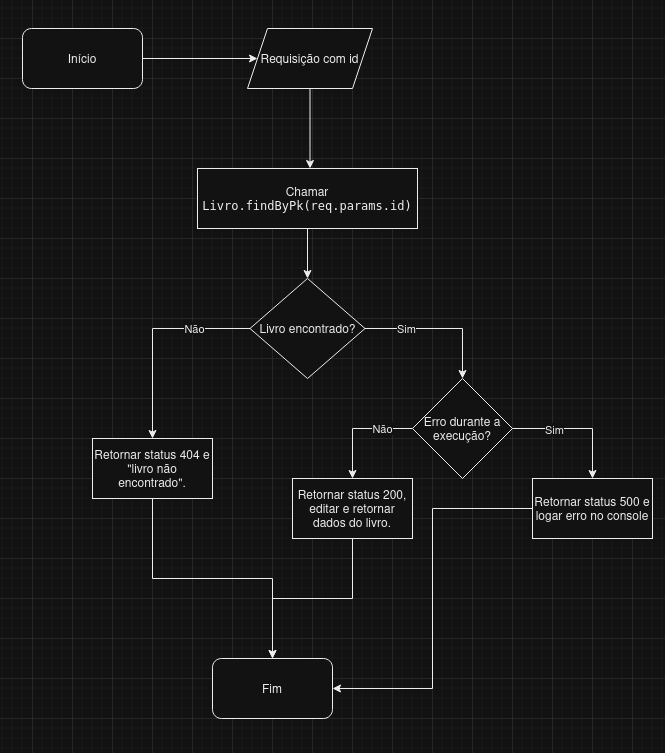 Início
Requisição com id
Chamar
Livro.findByPk(req.params.id)
Livro encontrado?
Não
Sim
Erro durante a
execução?
Não
Sim
Retornar status 404 e
"livro não
encontrado".
Retornar status 200,
editar e retornar
dados do livro.
Retornar status 500 e
logar erro no console
Fim